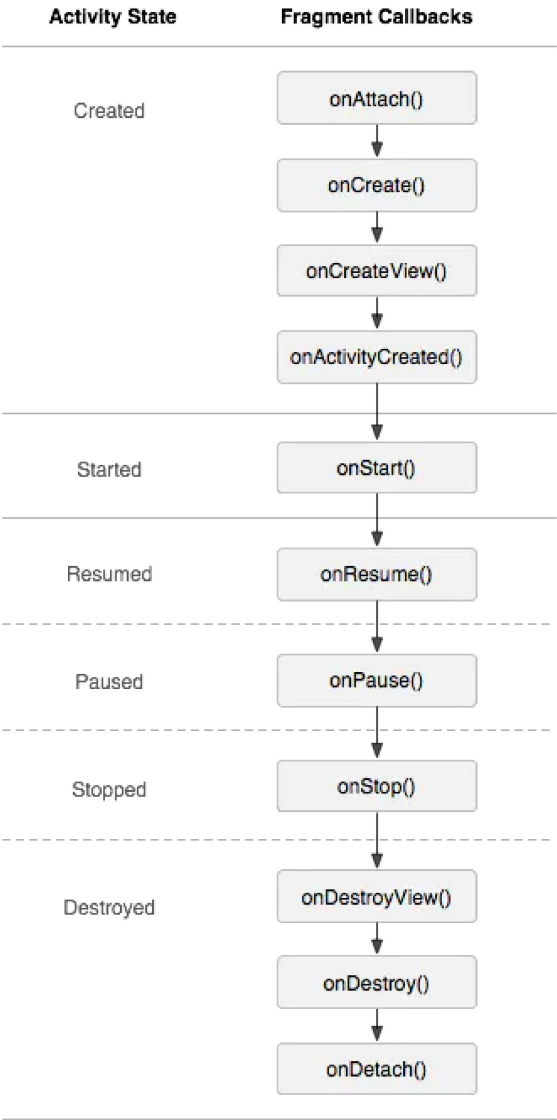 Activity State Fragment Callbacks
Created
onAttach()
onCreate()
onCreateView()
onActivityCreated()
Started
onStart()
Resumed
onResume()
Paused
onPause()
Stopped
onStop()
Destroyed
onDestroyView()
onDestroy()
onDetach()